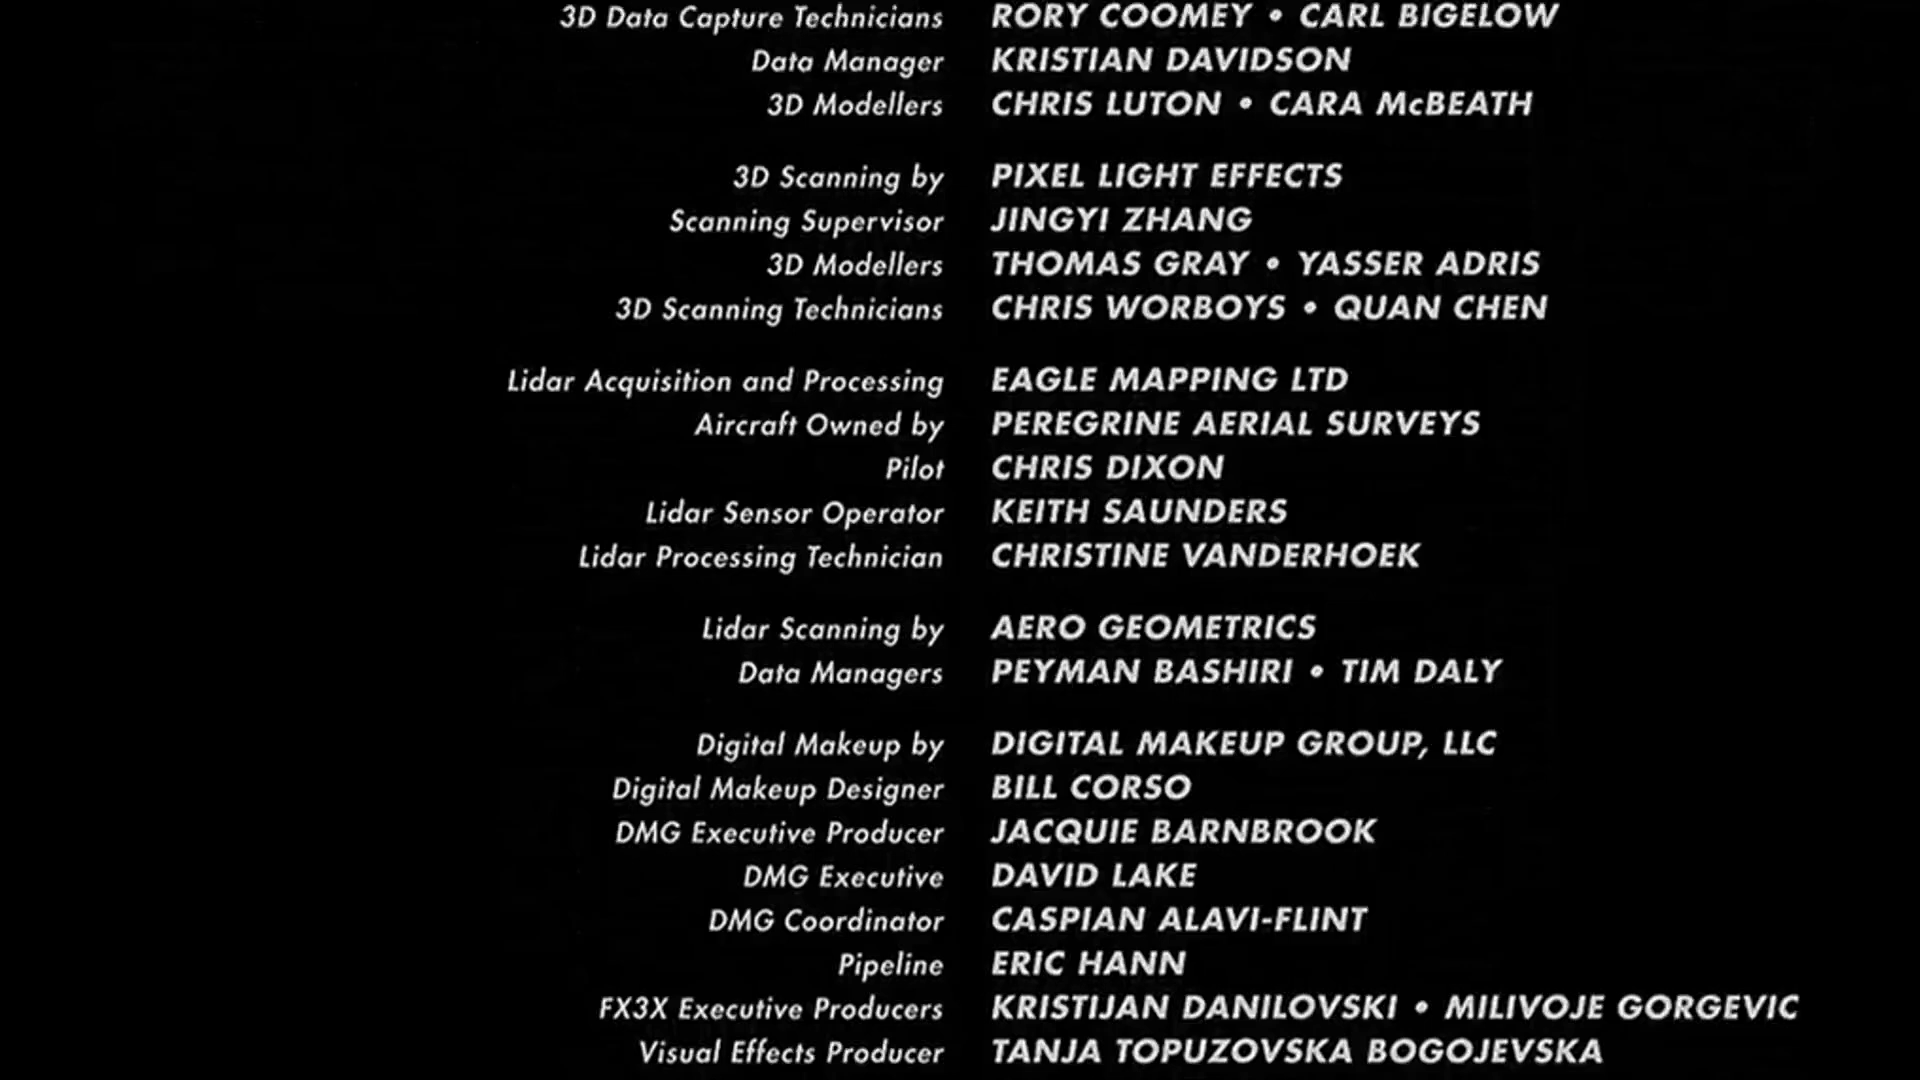 3D Data Capture Technicians RORY COOMEY • CARL BIGELOW
Data Manager KRISTIAN DAVIDSON
3D Modellers CHRIS LUTON • CARA McBEATH
3D Scanning by PIXEL LIGHT EFFECTS
Scanning Supervisor JINGYI ZHANG
3D Modellers THOMAS GRAY • YASSER ADRIS
3D Scanning Technicians CHRIS WORBOYS • QUAN CHEN
Lidar Acquisition and Processing EAGLE MAPPING LTD
Aircraft Owned by PEREGRINE AERIAL SURVEYS
Pilot CHRIS DIXON
Lidar Sensor Operator KEITH SAUNDERS
Lidar Processing Technician CHRISTINE VANDERHOEK
Lidar Scanning by AERO GEOMETRICS
Data Managers PEYMAN BASHIRI • TIM DALY
Digital Makeup by DIGITAL MAKEUP GROUP, LLC
Digital Makeup Designer BILL CORSO
DMG Executive Producer JACQUIE BARNBROOK
DMG Executive DAVID LAKE
DMG Coordinator CASPIAN ALAVI-FLINT
Pipeline ERIC HANN
FX3X Executive Producers KRISTIJAN DANILOVSKI • MILIVOJE GORGEVIC
Visual Effects Producer TANJA TOPUZOVSKA BOGOJEVSKA